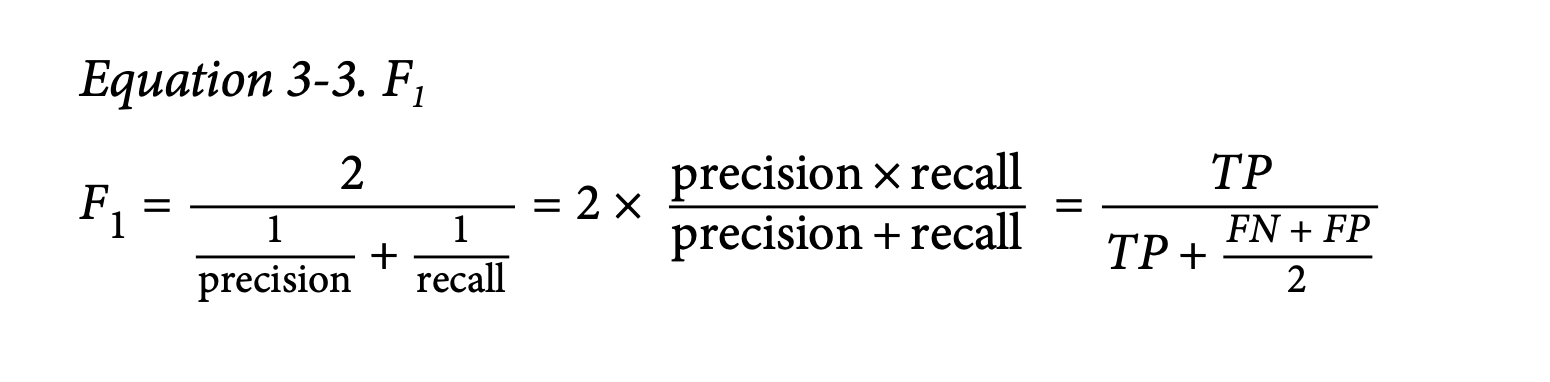 Equation 3-3. F₁
F₁ = 2 / (1/precision + 1/recall) = 2 × (precision × recall) / (precision + recall) = TP / (TP + (FN + FP)/2)